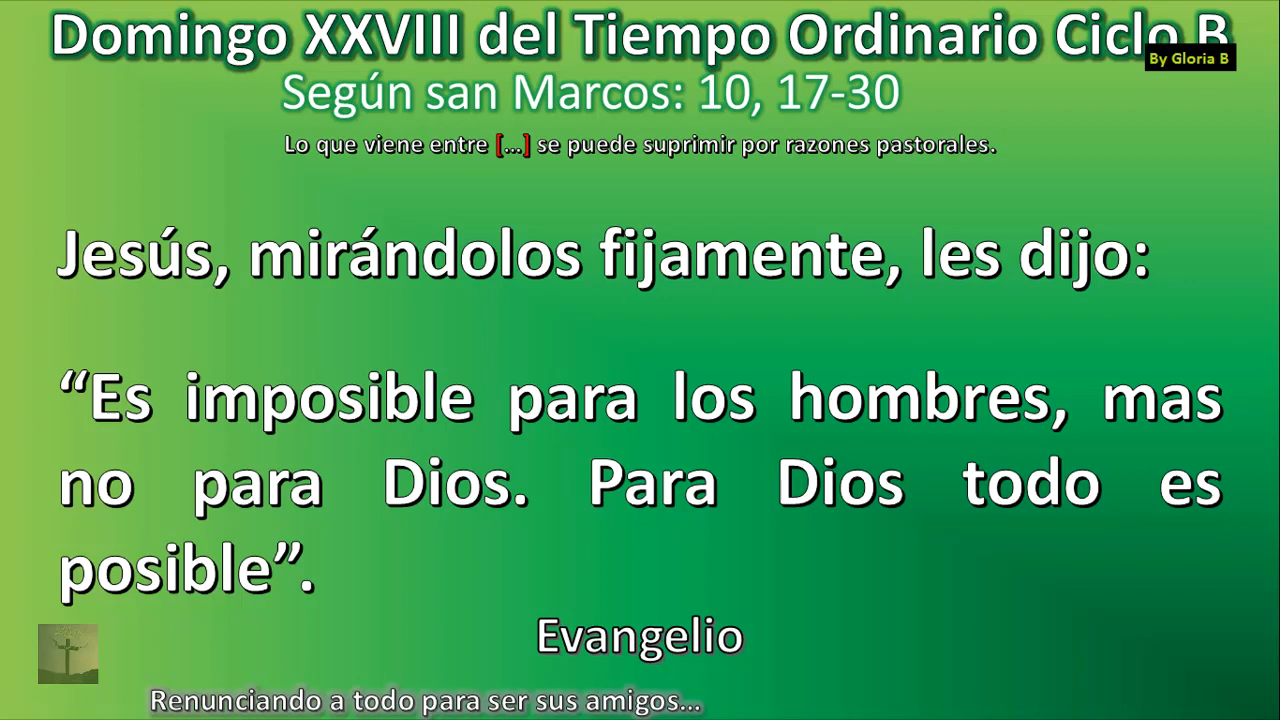 Domingo XXVIII del Tiempo Ordinario Ciclo B
By Gloria B
Según san Marcos: 10, 17-30
Lo que viene entre [...] se puede suprimir por razones pastorales.
Jesús, mirándolos fijamente, les dijo:
“Es imposible para los hombres, mas
no para Dios. Para Dios todo es
posible”.
Evangelio
Renunciando a todo para ser sus amigos...